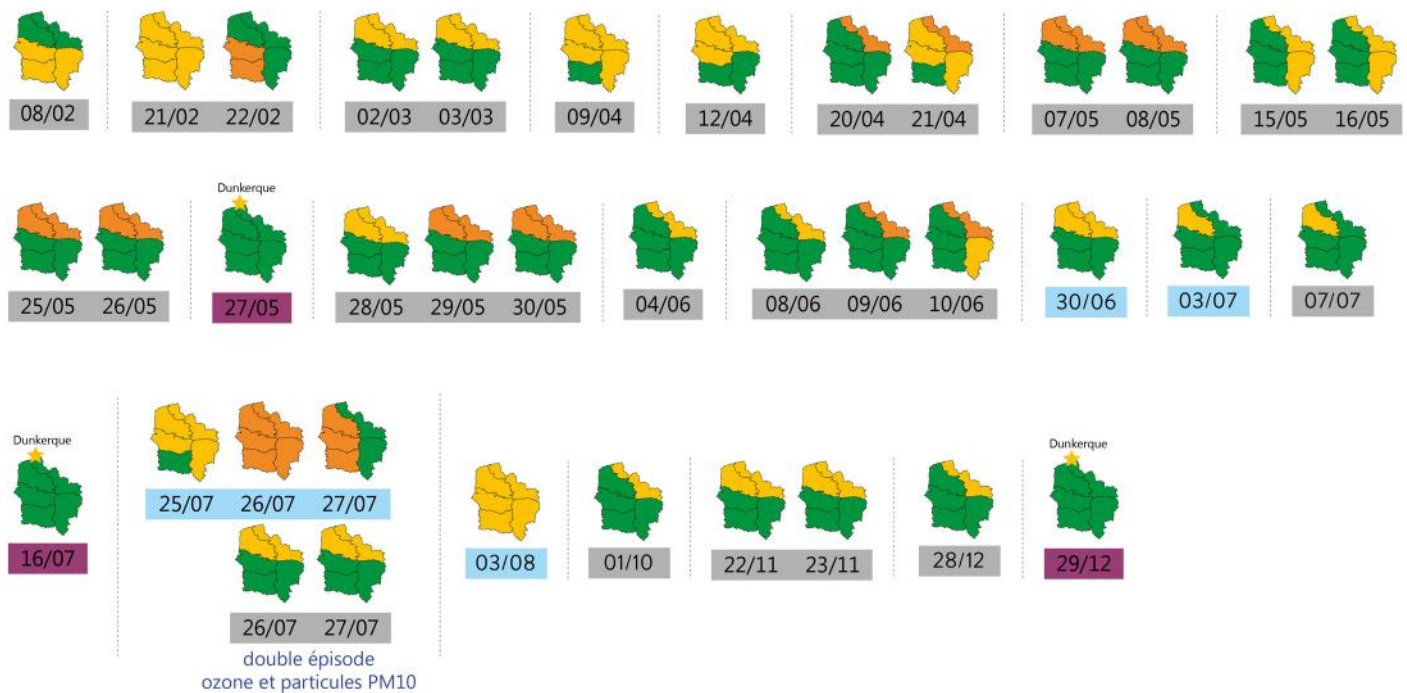 08/02 21/02 22/02 02/03 03/03 09/04 12/04 20/04 21/04 07/05 08/05 15/05 16/05
Dunkerque
25/05 26/05 27/05 28/05 29/05 30/05 04/06 08/06 09/06 10/06 30/06 03/07 07/07
Dunkerque
16/07
25/07 26/07 27/07
26/07 27/07
double épisode
ozone et particules PM10
03/08 01/10 22/11 23/11 28/12
Dunkerque
29/12